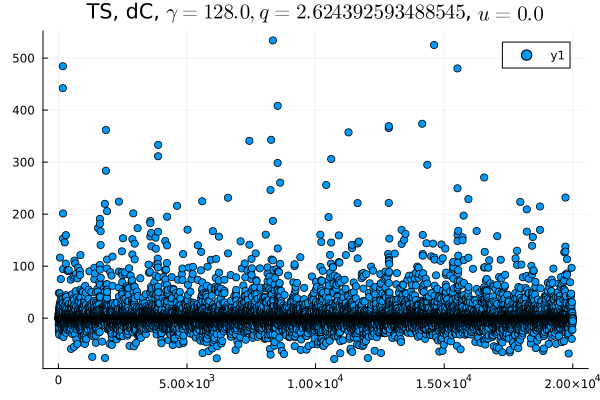 TS, dC, γ = 128.0, q = 2.624392593488545, u = 0.0
y1
500
400
300
200
100
0
0 5.00×10³ 1.00×10⁴ 1.50×10⁴ 2.00×10⁴